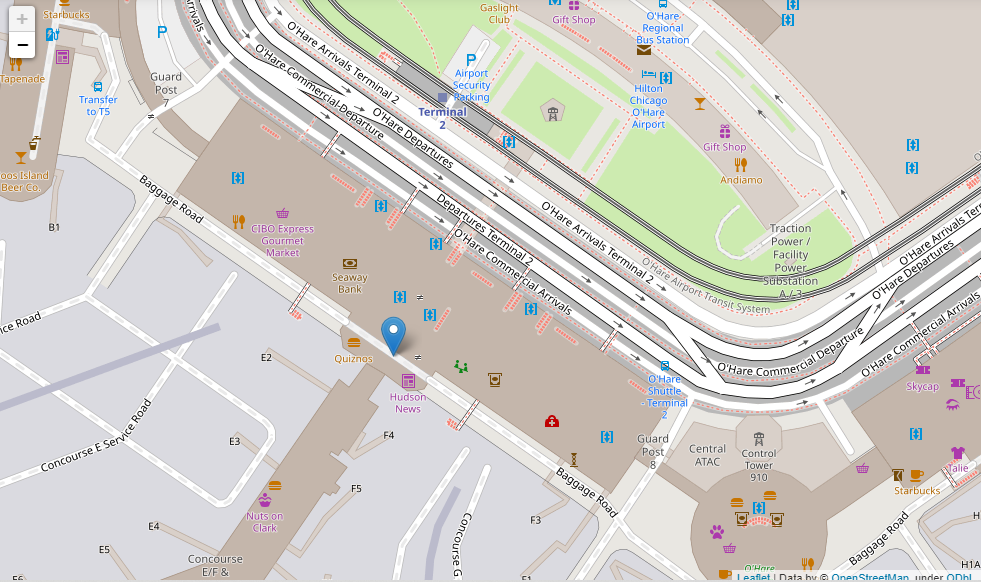 +
−
Starbucks
Tapenade
Transfer
to T5
Guard
Post
7
P
Arrivals
Goose Island
Beer Co.
B1
Baggage Road
CIBO Express
Gourmet
Market
Seaway
Bank
Quiznos
Hudson
News
O'Hare Arrivals Terminal 2
O'Hare Commercial Departure
O'Hare Departures
Departures Terminal 2
O'Hare Commercial Arrivals
O'Hare Arrivals Terminal 2
O'Hare Airport Transit System
Gaslight
Club
Gift Shop
O'Hare
Regional
Bus Station
P
Airport
Security
Parking
Terminal
2
Hilton
Chicago
O'Hare
Airport
Gift Shop
Andiamo
Traction
Power /
Facility
Power
Substation
A / 3
O'Hare Arrivals Ter
O'Hare Departures
O'Hare Commercial Departure
O'Hare Commercial Arrivals
O'Hare
Shuttle
- Terminal
2
Skycap
Talie
Starbucks
Guard
Post
8
Central
ATAC
Control
Tower
910
Baggage Road
Baggage Road
ce Road
Concourse E Service Road
E2
E3
E4
E5
E6
F4
F5
F3
F1
Nuts on
Clark
Concourse
E/F &
Concourse G
O'Hare
H
H1A
Leaflet | Data by © OpenStreetMap, under ODbL